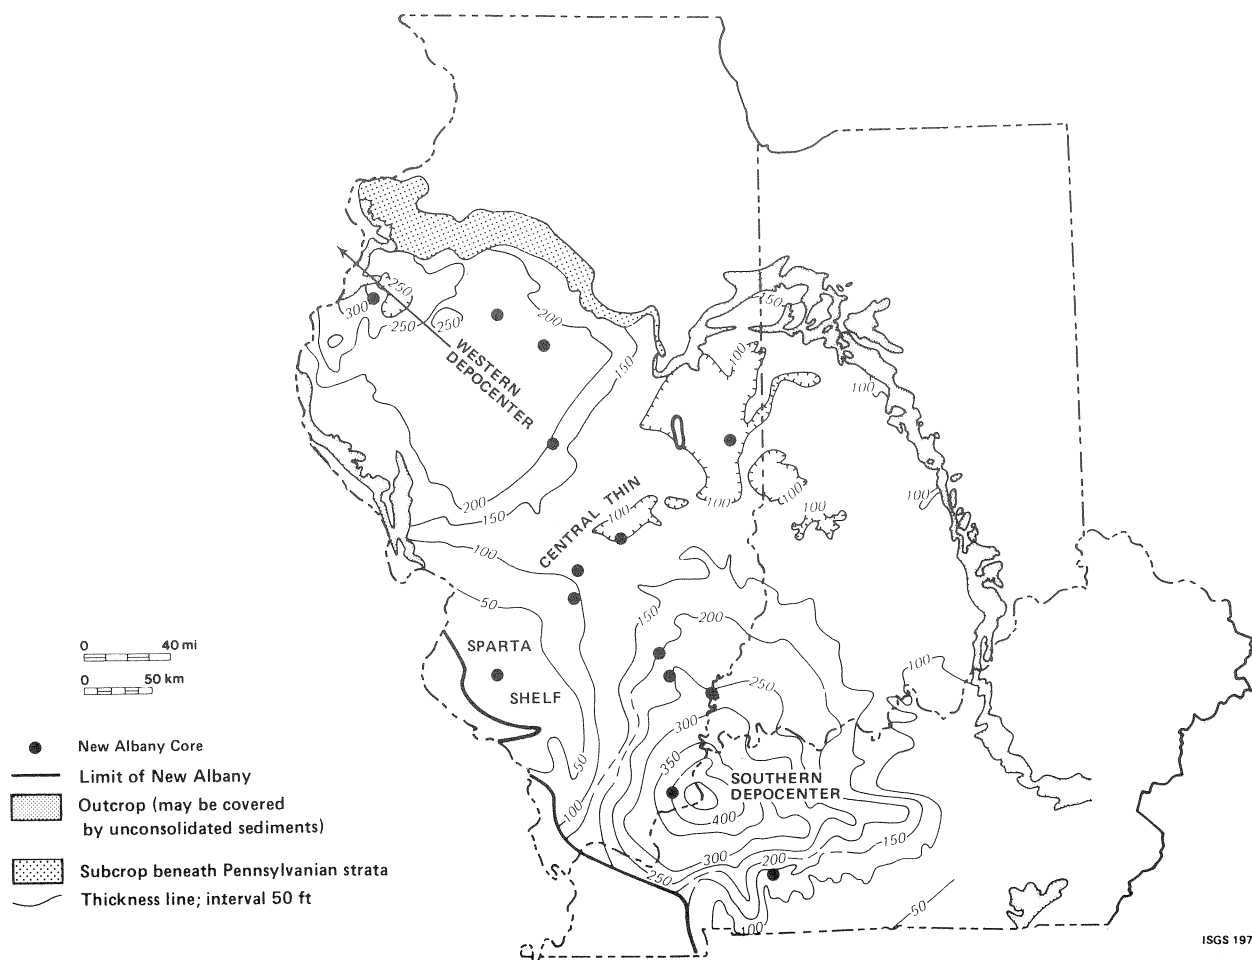 250
300
250
250
200
WESTERN
DEPOCENTER
150
150
100
100
100
100
200
150
100
100
100
100
CENTRAL THIN
100
50
150
200
100
SPARTA
SHELF
250
300
350
50
SOUTHERN
DEPOCENTER
400
100
150
300
200
250
50
100
0 40 mi
0 50 km
New Albany Core
Limit of New Albany
Outcrop (may be covered
by unconsolidated sediments)
Subcrop beneath Pennsylvanian strata
Thickness line; interval 50 ft
ISGS 197